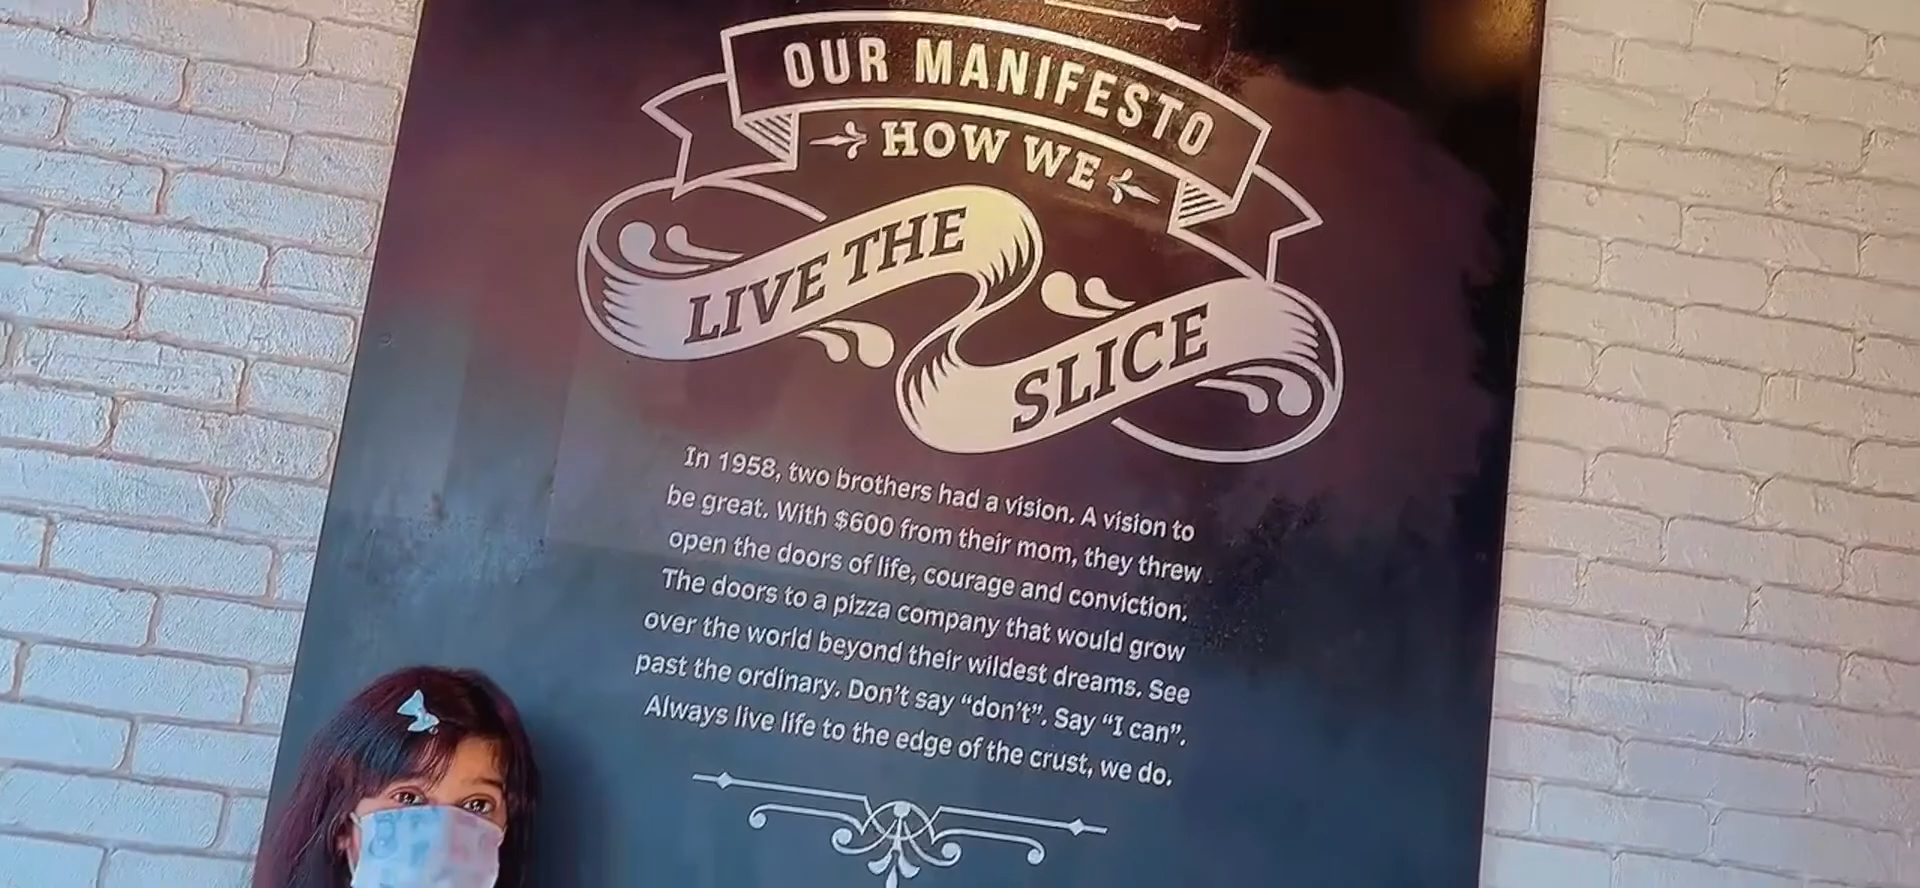 OUR MANIFESTO
HOW WE
LIVE THE
SLICE
In 1958, two brothers had a vision. A vision to
be great. With $600 from their mom, they threw
open the doors of life, courage and conviction.
The doors to a pizza company that would grow
over the world beyond their wildest dreams. See
past the ordinary. Don't say “don't”. Say “I can”.
Always live life to the edge of the crust, we do.